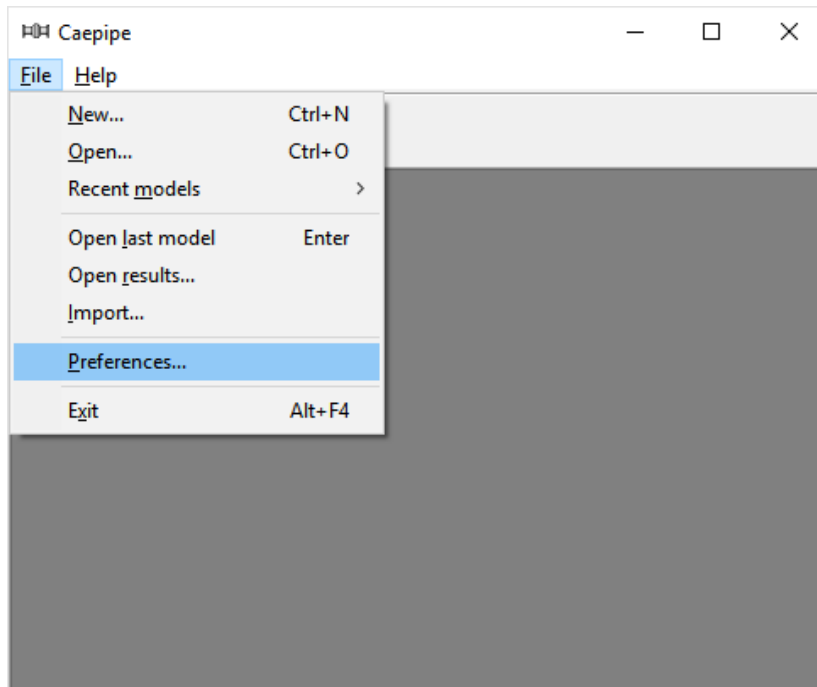 Caepipe
File Help
New... Ctrl+N
Open... Ctrl+O
Recent models
Open last model Enter
Open results...
Import...
Preferences...
Exit Alt+F4